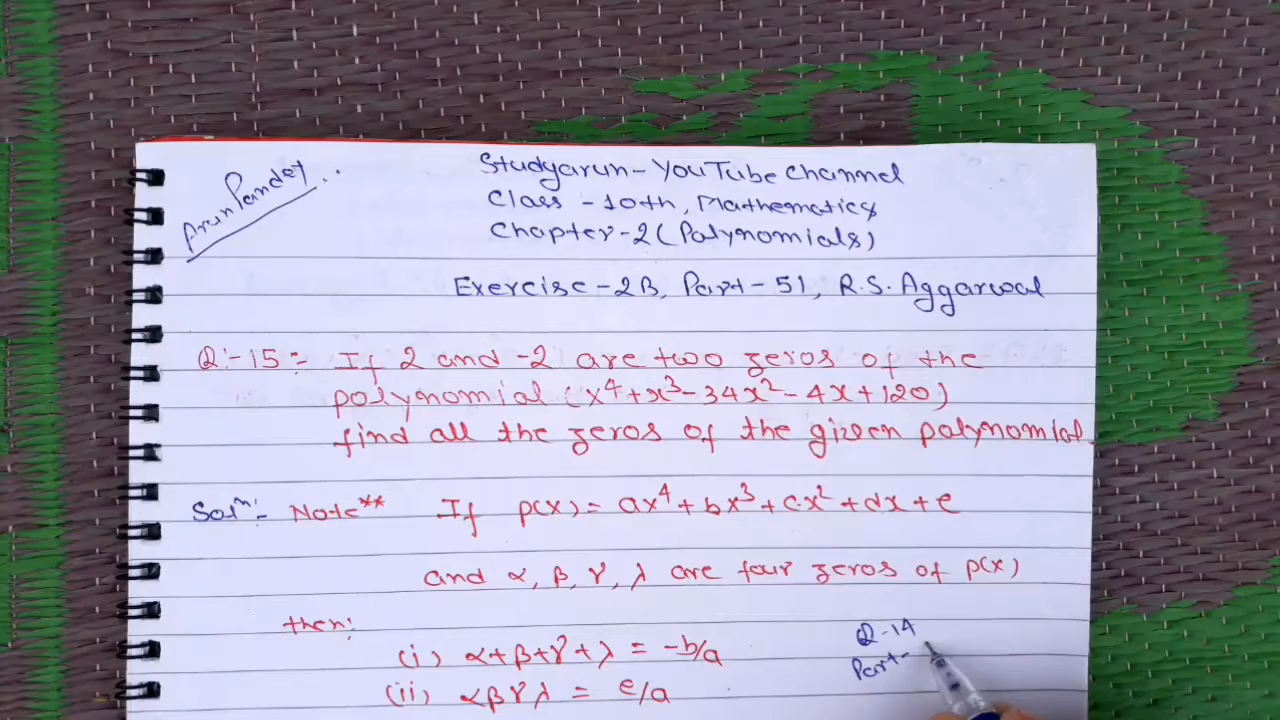 Arun Pandey..
Studyarun - YouTube channel
Class - 10th, Mathematics
Chapter-2 (Polynomials)
Exercise - 2B, Part - 51, R.S. Aggarwal
Q:- 15:- If 2 and -2 are two zeros of the
polynomial (x⁴+x³-34x²-4x+120)
find all the zeros of the given polynomial
Solⁿ:- Note** If p(x) = ax⁴+bx³+cx²+dx+e
and α, β, γ, λ are four zeros of p(x)
then:
(i) α+β+γ+λ = -b/a
(ii) αβγλ = e/a
Q-14
Part-